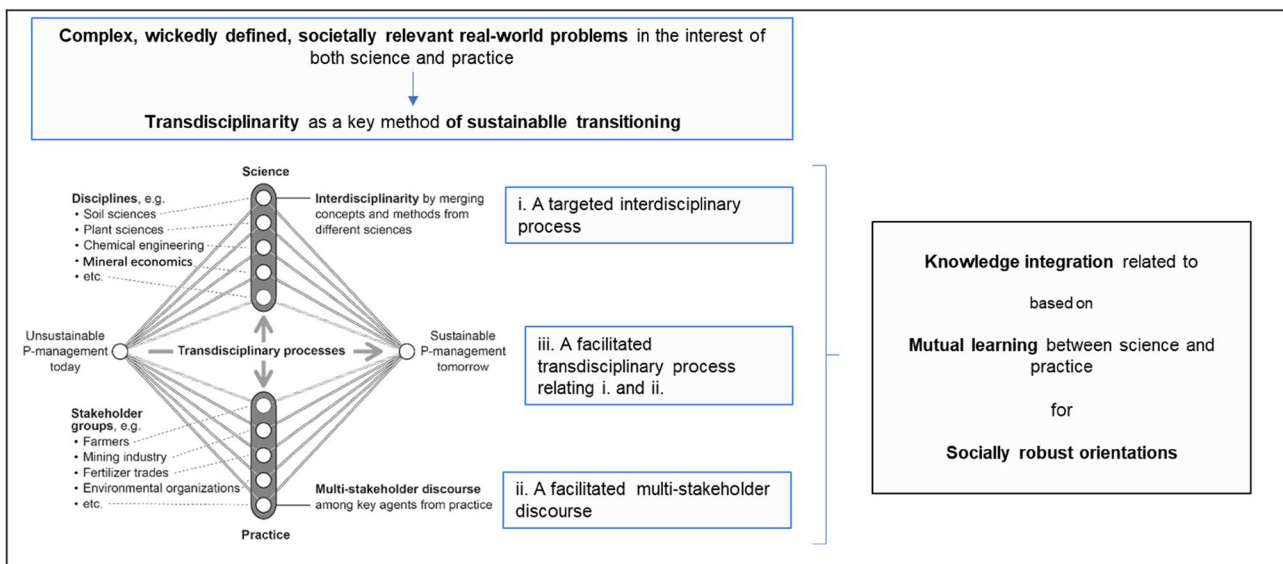 Complex, wickedly defined, societally relevant real-world problems in the interest of
both science and practice
Transdisciplinarity as a key method of sustainablle transitioning
Science
Disciplines, e.g.
• Soil sciences
• Plant sciences
• Chemical engineering
• Mineral economics
• etc.
Interdisciplinarity by merging
concepts and methods from
different sciences
Unsustainable
P-management
today
Transdisciplinary processes
Sustainable
P-management
tomorrow
Stakeholder
groups, e.g.
• Farmers
• Mining industry
• Fertilizer trades
• Environmental organizations
• etc.
Multi-stakeholder discourse
among key agents from practice
Practice
i. A targeted interdisciplinary
process
iii. A facilitated
transdisciplinary process
relating i. and ii.
ii. A facilitated multi-stakeholder
discourse
Knowledge integration related to
based on
Mutual learning between science and
practice
for
Socially robust orientations